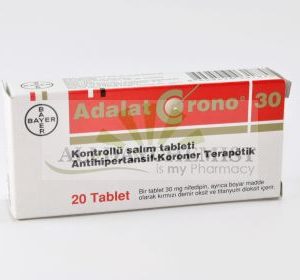 BAYER
BAYER
Adalat Crono® 30
Kontrollü salım tableti
Antihipertansif-Koroner Terapötik
is my Pharmacy
20 Tablet
Bir tablet 30 mg nifedipin, ayrıca boyar madde
olarak kırmızı demir oksit ve titanyum dioksit içerir.